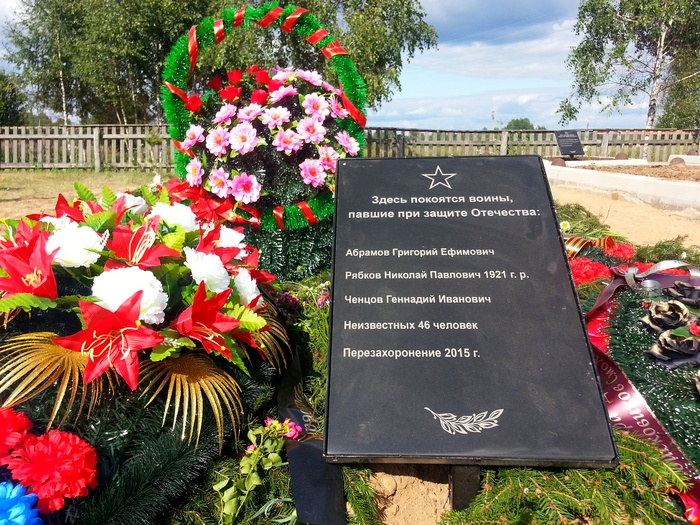 Здесь покоятся воины,
павшие при защите Отечества:
Абрамов Григорий Ефимович
Рябков Николай Павлович 1921 г. р.
Ченцов Геннадий Иванович
Неизвестных 46 человек
Перезахоронение 2015 г.